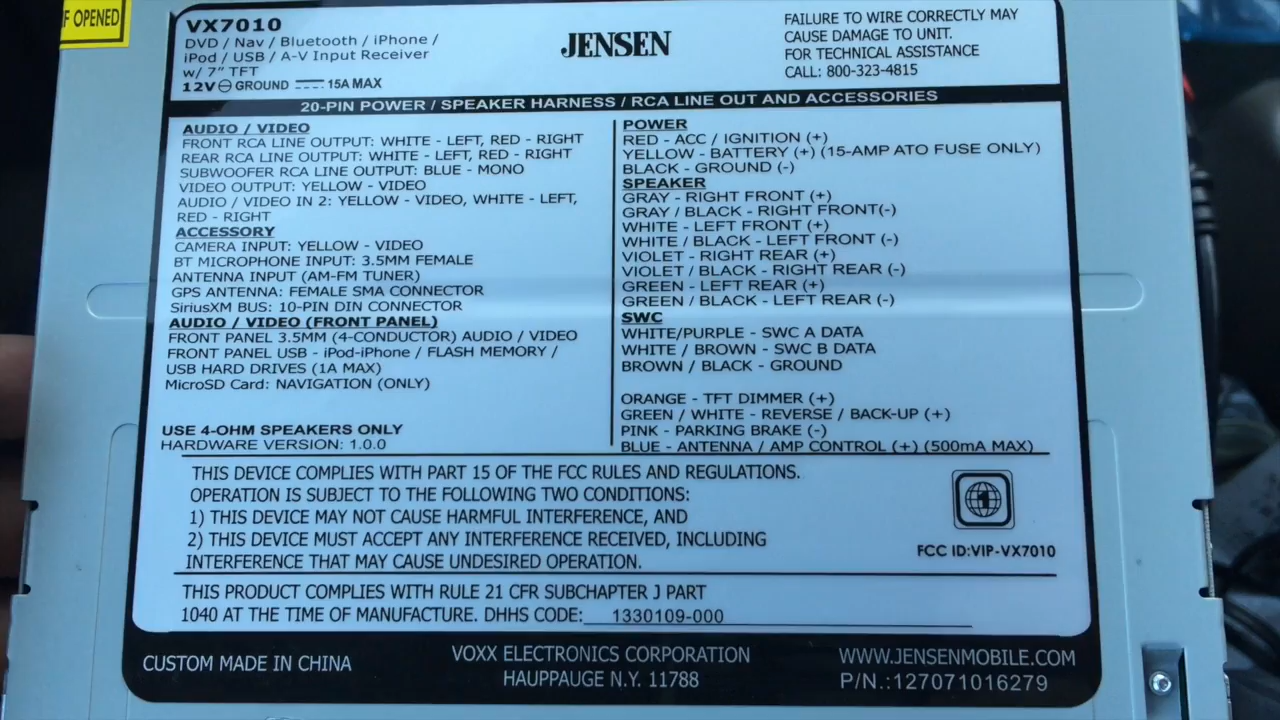 F OPENED
VX7010
DVD / Nav / Bluetooth / iPhone /
iPod / USB / A-V Input Receiver
w/ 7" TFT
12V GROUND 15A MAX
JENSEN
FAILURE TO WIRE CORRECTLY MAY
CAUSE DAMAGE TO UNIT.
FOR TECHNICAL ASSISTANCE
CALL: 800-323-4815
20-PIN POWER / SPEAKER HARNESS / RCA LINE OUT AND ACCESSORIES
AUDIO / VIDEO
FRONT RCA LINE OUTPUT: WHITE - LEFT, RED - RIGHT
REAR RCA LINE OUTPUT: WHITE - LEFT, RED - RIGHT
SUBWOOFER RCA LINE OUTPUT: BLUE - MONO
VIDEO OUTPUT: YELLOW - VIDEO
AUDIO / VIDEO IN 2: YELLOW - VIDEO, WHITE - LEFT,
RED - RIGHT
ACCESSORY
CAMERA INPUT: YELLOW - VIDEO
BT MICROPHONE INPUT: 3.5MM FEMALE
ANTENNA INPUT (AM-FM TUNER)
GPS ANTENNA: FEMALE SMA CONNECTOR
SiriusXM BUS: 10-PIN DIN CONNECTOR
AUDIO / VIDEO (FRONT PANEL)
FRONT PANEL 3.5MM (4-CONDUCTOR) AUDIO / VIDEO
FRONT PANEL USB - iPod-iPhone / FLASH MEMORY /
USB HARD DRIVES (1A MAX)
MicroSD Card: NAVIGATION (ONLY)
USE 4-OHM SPEAKERS ONLY
HARDWARE VERSION: 1.0.0
POWER
RED - ACC / IGNITION (+)
YELLOW - BATTERY (+) (15-AMP ATO FUSE ONLY)
BLACK - GROUND (-)
SPEAKER
GRAY - RIGHT FRONT (+)
GRAY / BLACK - RIGHT FRONT(-)
WHITE - LEFT FRONT (+)
WHITE / BLACK - LEFT FRONT (-)
VIOLET - RIGHT REAR (+)
VIOLET / BLACK - RIGHT REAR (-)
GREEN - LEFT REAR (+)
GREEN / BLACK - LEFT REAR (-)
SWC
WHITE/PURPLE - SWC A DATA
WHITE / BROWN - SWC B DATA
BROWN / BLACK - GROUND
ORANGE - TFT DIMMER (+)
GREEN / WHITE - REVERSE / BACK-UP (+)
PINK - PARKING BRAKE (-)
BLUE - ANTENNA / AMP CONTROL (+) (500mA MAX)
THIS DEVICE COMPLIES WITH PART 15 OF THE FCC RULES AND REGULATIONS.
OPERATION IS SUBJECT TO THE FOLLOWING TWO CONDITIONS:
1) THIS DEVICE MAY NOT CAUSE HARMFUL INTERFERENCE, AND
2) THIS DEVICE MUST ACCEPT ANY INTERFERENCE RECEIVED, INCLUDING
INTERFERENCE THAT MAY CAUSE UNDESIRED OPERATION.
1
FCC ID:VIP-VX7010
THIS PRODUCT COMPLIES WITH RULE 21 CFR SUBCHAPTER J PART
1040 AT THE TIME OF MANUFACTURE. DHHS CODE: 1330109-000
CUSTOM MADE IN CHINA
VOXX ELECTRONICS CORPORATION
HAUPPAUGE N.Y. 11788
WWW.JENSENMOBILE.COM
P/N.:127071016279